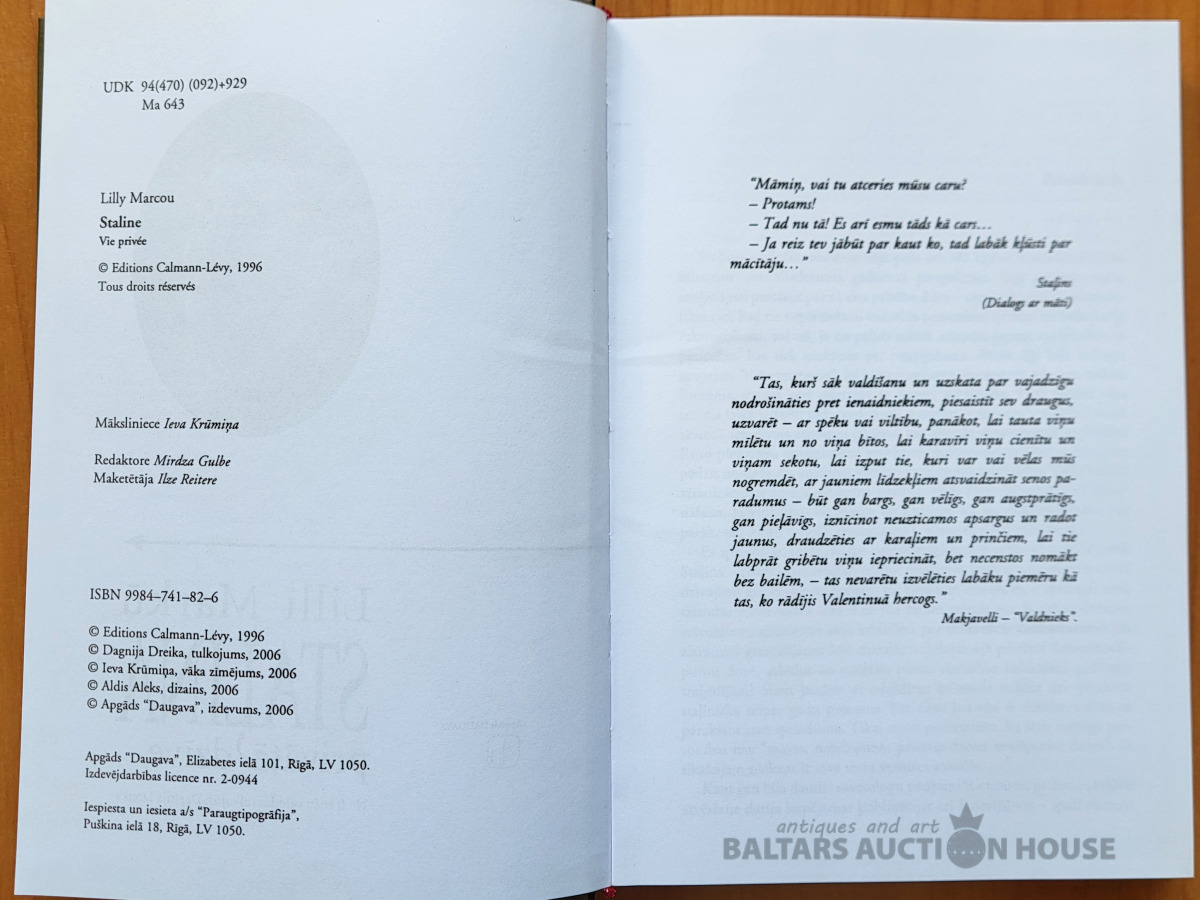 UDK 94(470) (092)+929
Ma 643
Lilly Marcou
Staline
Vie privée
© Editions Calmann-Lévy, 1996
Tous droits réservés
Māksliniece Ieva Krūmiņa
Redaktore Mirdza Gulbe
Maketētāja Ilze Reitere
ISBN 9984–741–82–6
© Editions Calmann-Lévy, 1996
© Dagnija Dreika, tulkojums, 2006
© Ieva Krūmiņa, vāka zīmējums, 2006
© Aldis Aleks, dizains, 2006
© Apgāds “Daugava”, izdevums, 2006
Apgāds “Daugava”, Elizabetes ielā 101, Rīgā, LV 1050.
Izdevējdarbības licence nr. 2-0944
Iespiesta un iesieta a/s “Paraugtipogrāfija”,
Puškina ielā 18, Rīgā, LV 1050.
“Māmiņ, vai tu atceries mūsu caru?
– Protams!
– Tad nu tā! Es arī esmu tāds kā cars…
– Ja reiz tev jābūt par kaut ko, tad labāk kļūsti par
mācītāju…”
Staļins
(Dialogs ar māti)
“Tas, kurš sāk valdīšanu un uzskata par vajadzīgu
nodrošināties pret ienaidniekiem, piesaistīt sev draugus,
uzvarēt – ar spēku vai viltību, panākot, lai tauta viņu
mīlētu un no viņa bītos, lai karavīri viņu cienītu un
viņam sekotu, lai izput tie, kuri var vai vēlas mūs
nogremdēt, ar jauniem līdzekļiem atsvaidzināt senos pa-
radumus – būt gan bargs, gan vēlīgs, gan augstprātīgs,
gan pieļāvīgs, iznīcinot neuzticamos apsargus un radot
jaunus, draudzēties ar karaļiem un prinčiem, lai tie
labprāt gribētu viņu iepriecināt, bet necenstos nomākt
bez bailēm, – tas nevarētu izvēlēties labāku piemēru kā
tas, ko rādījis Valentinuā hercogs.”
Makjavelli – “Valdnieks”.
antiques and art
BALTARS AUCTION HOUSE